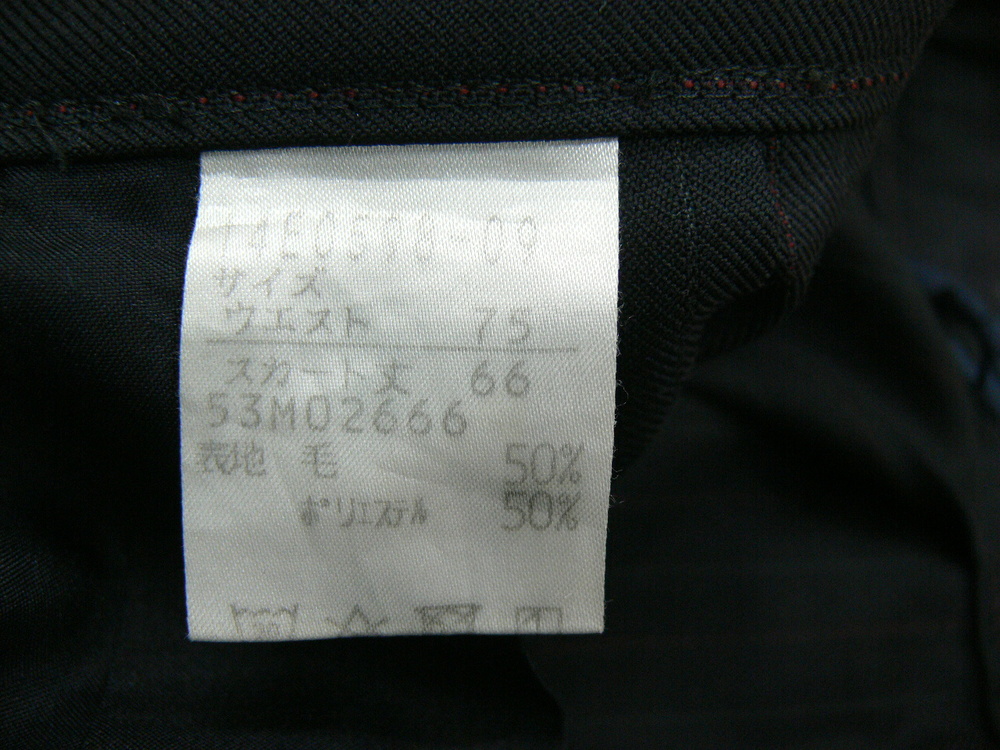 サイズ
ウエスト 75
スカート丈 66
53M02666
表地 毛 50%
ポリエステル 50%